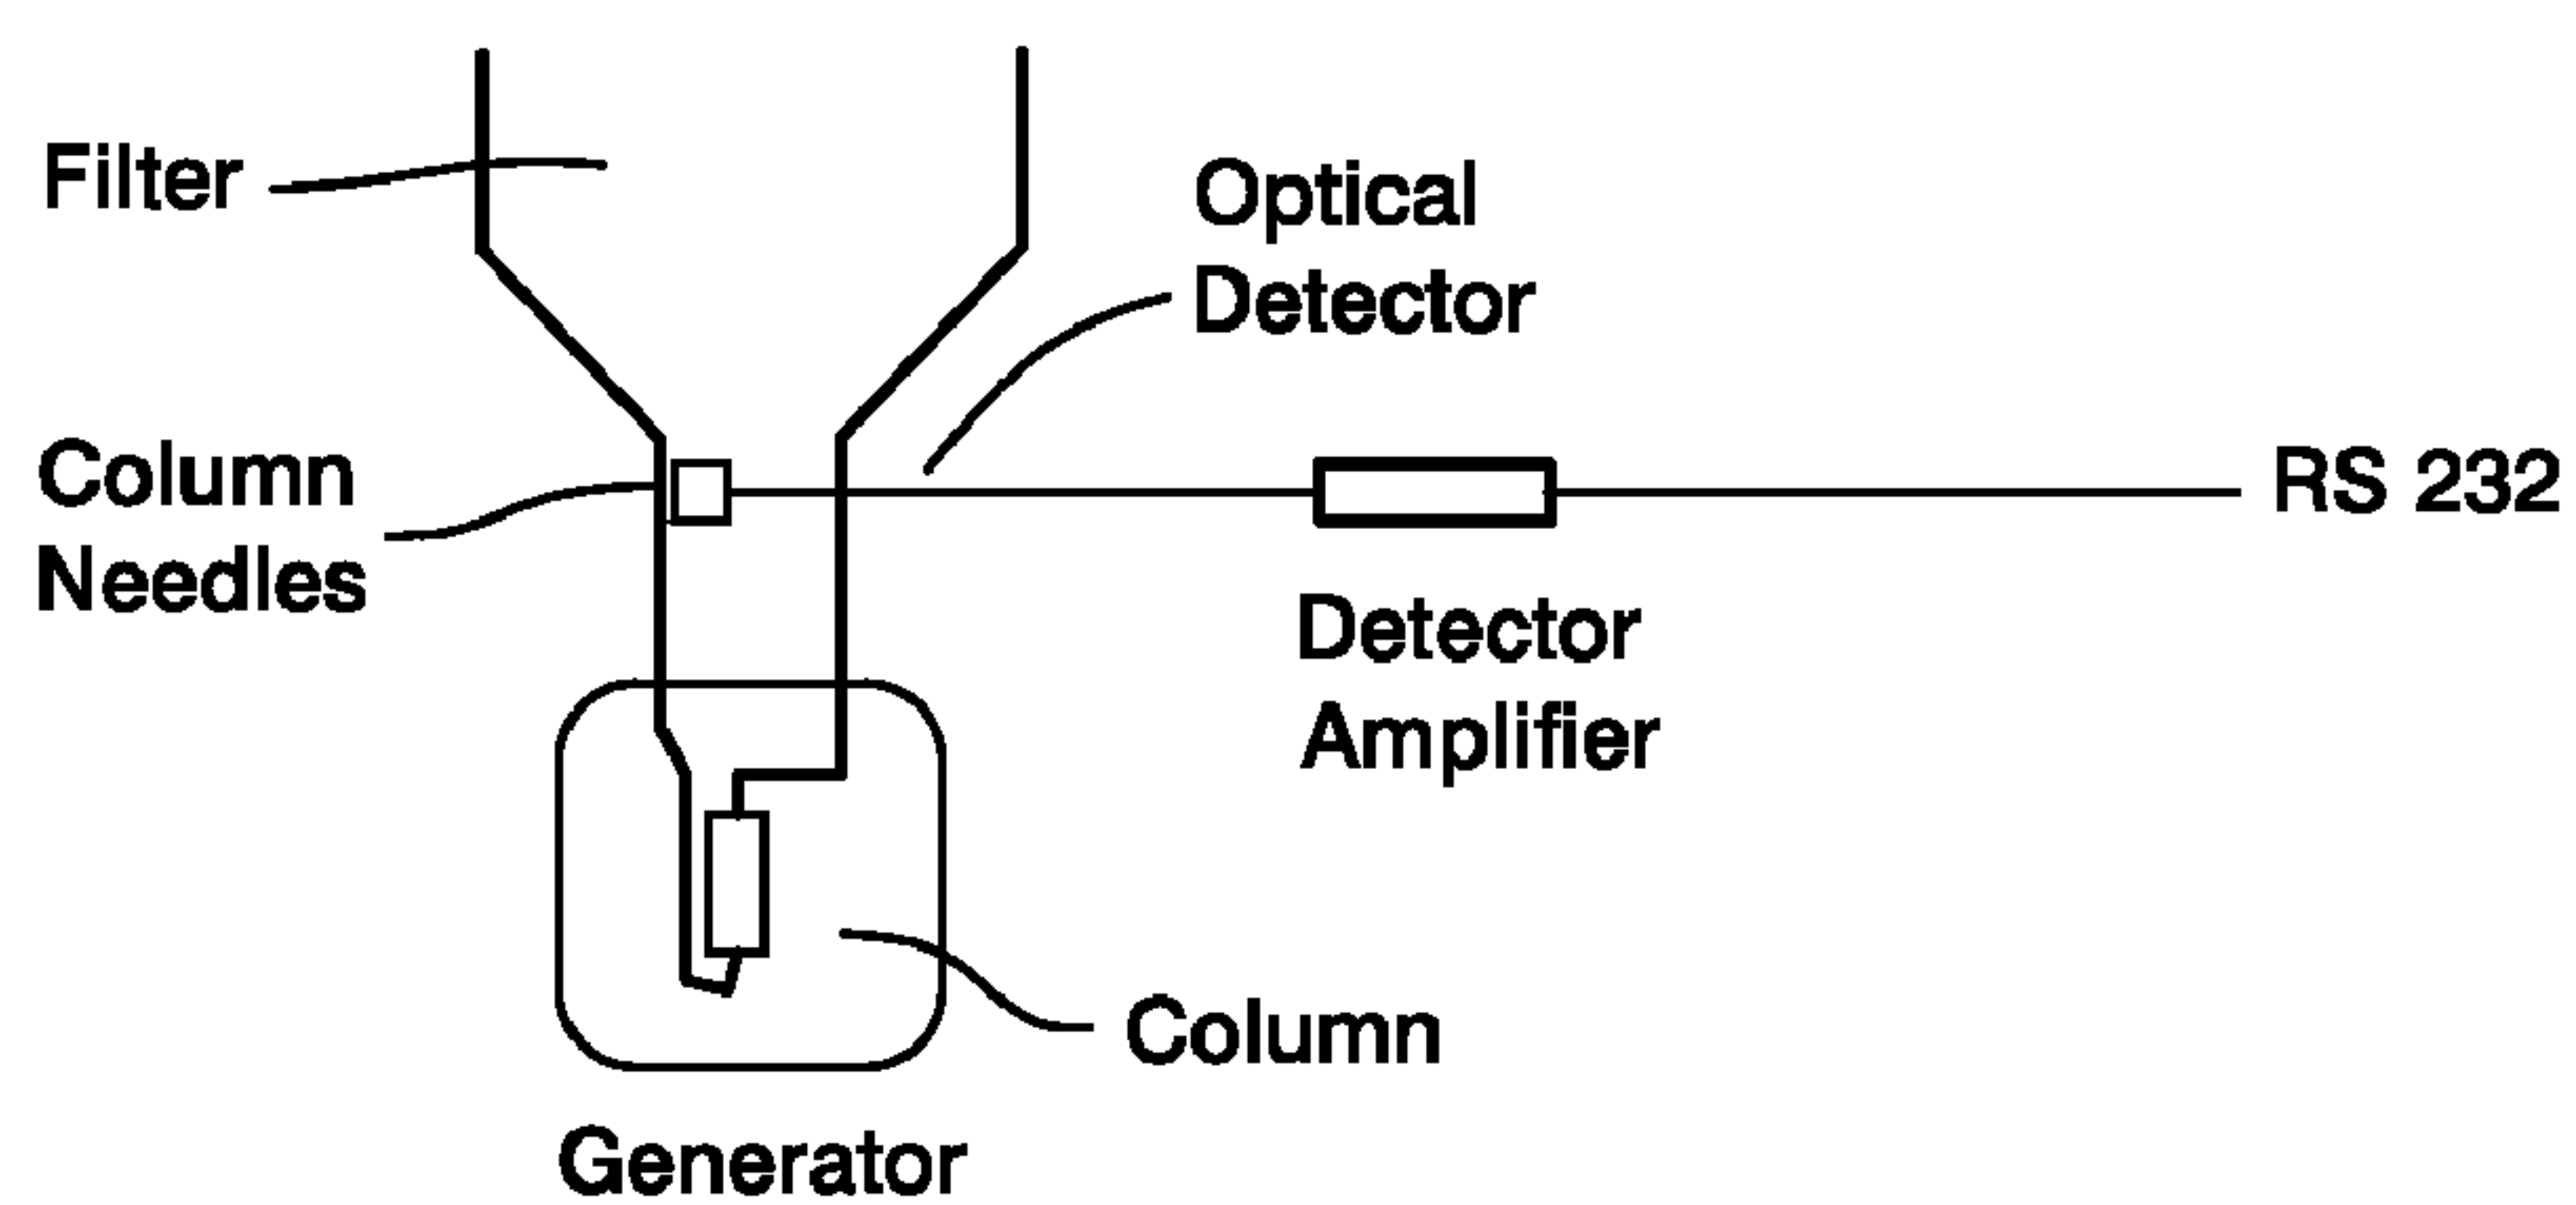 Filter
Optical
Detector
Column
Needles
RS 232
Detector
Amplifier
Column
Generator